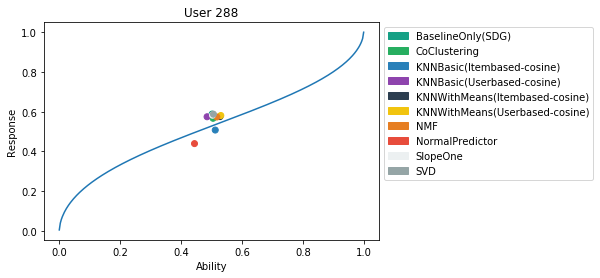 User 288
1.0
0.8
0.6
0.4
0.2
0.0
Response
0.0 0.2 0.4 0.6 0.8 1.0
Ability
BaselineOnly(SDG)
CoClustering
KNNBasic(Itembased-cosine)
KNNBasic(Userbased-cosine)
KNNWithMeans(Itembased-cosine)
KNNWithMeans(Userbased-cosine)
NMF
NormalPredictor
SlopeOne
SVD